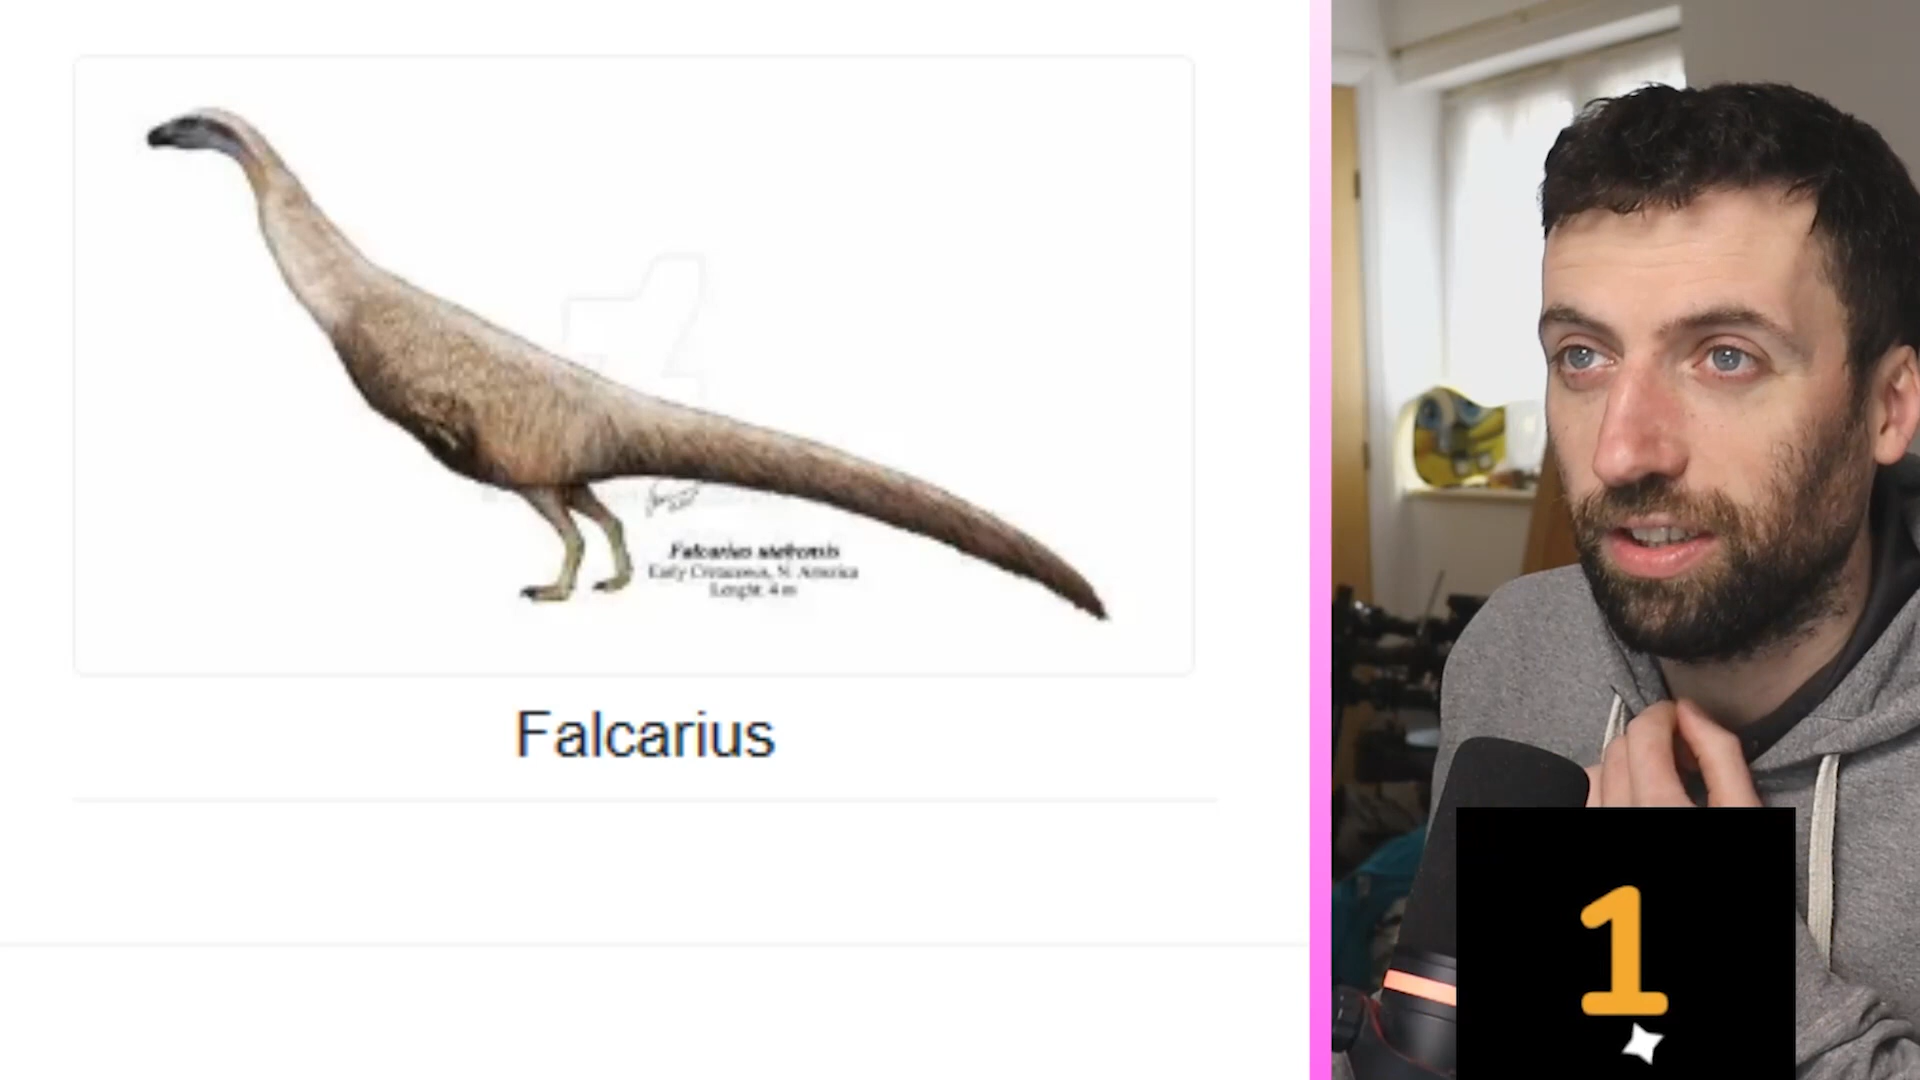 Falcarius utahensis
Early Cretaceous, N. America
Lenght: 4 m
Falcarius
1